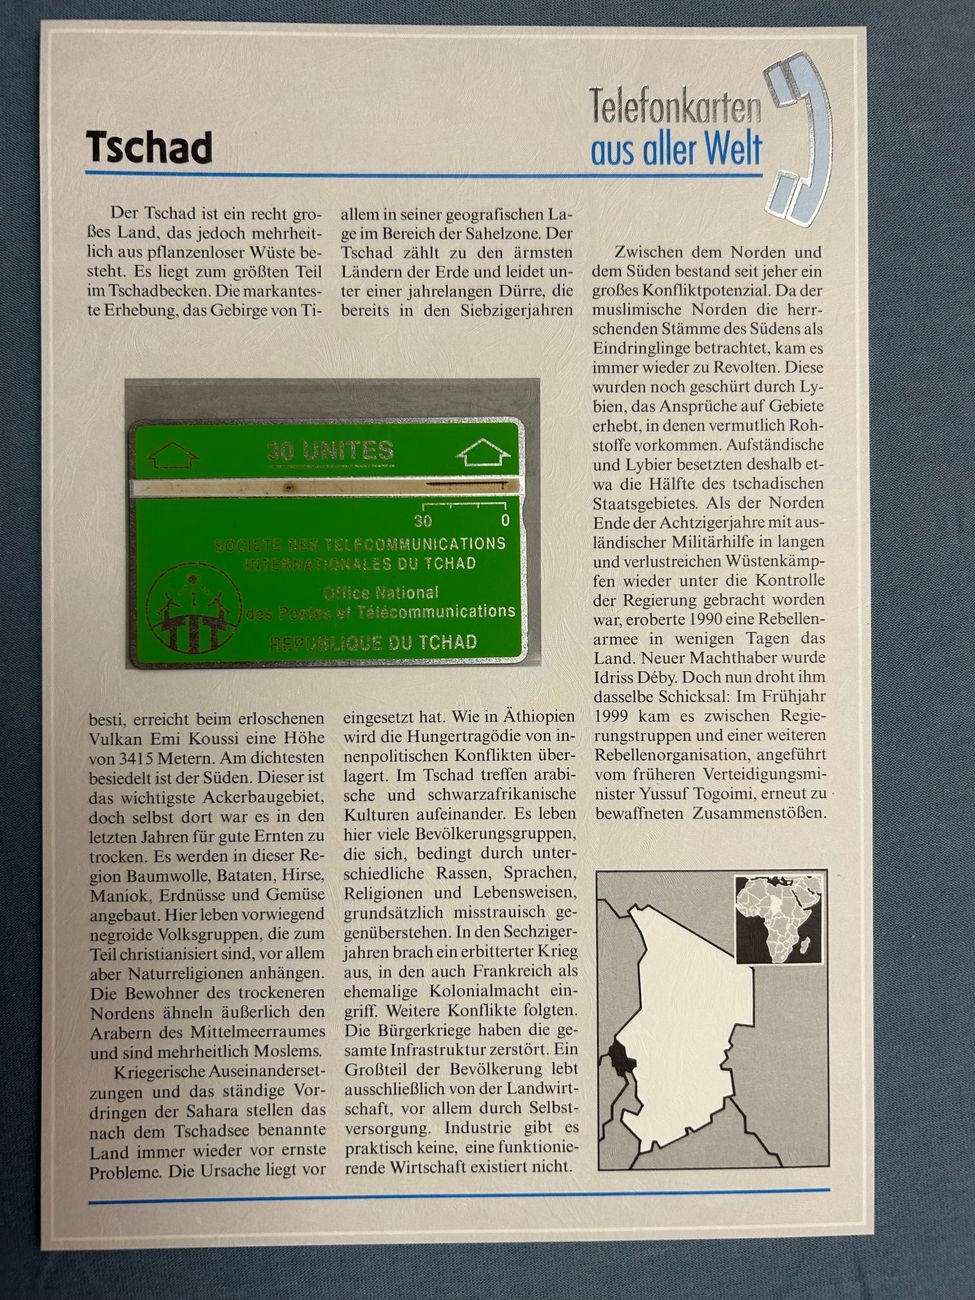 Tschad
Telefonkarten
aus aller Welt
Der Tschad ist ein recht gro-
ßes Land, das jedoch mehrheit-
lich aus pflanzenloser Wüste be-
steht. Es liegt zum größten Teil
im Tschadbecken. Die markantes-
te Erhebung, das Gebirge von Ti-
30 UNITES
30 0
SOCIETE DES TELECOMMUNICATIONS
INTERNATIONALES DU TCHAD
Office National
des Postes et Télécommunications
REPUBLIQUE DU TCHAD
besti, erreicht beim erloschenen
Vulkan Emi Koussi eine Höhe
von 3415 Metern. Am dichtesten
besiedelt ist der Süden. Dieser ist
das wichtigste Ackerbaugebiet,
doch selbst dort war es in den
letzten Jahren für gute Ernten zu
trocken. Es werden in dieser Re-
gion Baumwolle, Bataten, Hirse,
Maniok, Erdnüsse und Gemüse
angebaut. Hier leben vorwiegend
negroide Volksgruppen, die zum
Teil christianisiert sind, vor allem
aber Naturreligionen anhängen.
Die Bewohner des trockeneren
Nordens ähneln äußerlich den
Arabern des Mittelmeerraumes
und sind mehrheitlich Moslems.
Kriegerische Auseinanderset-
zungen und das ständige Vor-
dringen der Sahara stellen das
nach dem Tschadsee benannte
Land immer wieder vor ernste
Probleme. Die Ursache liegt vor
allem in seiner geografischen La-
ge im Bereich der Sahelzone. Der
Tschad zählt zu den ärmsten
Ländern der Erde und leidet un-
ter einer jahrelangen Dürre, die
bereits in den Siebzigerjahren
eingesetzt hat. Wie in Äthiopien
wird die Hungertragödie von in-
nenpolitischen Konflikten über-
lagert. Im Tschad treffen arabi-
sche und schwarzafrikanische
Kulturen aufeinander. Es leben
hier viele Bevölkerungsgruppen,
die sich, bedingt durch unter-
schiedliche Rassen, Sprachen,
Religionen und Lebensweisen,
grundsätzlich misstrauisch ge-
genüberstehen. In den Sechziger-
jahren brach ein erbitterter Krieg
aus, in den auch Frankreich als
ehemalige Kolonialmacht ein-
griff. Weitere Konflikte folgten.
Die Bürgerkriege haben die ge-
samte Infrastruktur zerstört. Ein
Großteil der Bevölkerung lebt
ausschließlich von der Landwirt-
schaft, vor allem durch Selbst-
versorgung. Industrie gibt es
praktisch keine, eine funktionie-
rende Wirtschaft existiert nicht.
Zwischen dem Norden und
dem Süden bestand seit jeher ein
großes Konfliktpotenzial. Da der
muslimische Norden die herr-
schenden Stämme des Südens als
Eindringlinge betrachtet, kam es
immer wieder zu Revolten. Diese
wurden noch geschürt durch Ly-
bien, das Ansprüche auf Gebiete
erhebt, in denen vermutlich Roh-
stoffe vorkommen. Aufständische
und Lybier besetzten deshalb et-
wa die Hälfte des tschadischen
Staatsgebietes. Als der Norden
Ende der Achtzigerjahre mit aus-
ländischer Militärhilfe in langen
und verlustreichen Wüstenkämp-
fen wieder unter die Kontrolle
der Regierung gebracht worden
war, eroberte 1990 eine Rebellen-
armee in wenigen Tagen das
Land. Neuer Machthaber wurde
Idriss Déby. Doch nun droht ihm
dasselbe Schicksal: Im Frühjahr
1999 kam es zwischen Regie-
rungstruppen und einer weiteren
Rebellenorganisation, angeführt
vom früheren Verteidigungsmi-
nister Yussuf Togoimi, erneut zu
bewaffneten Zusammenstößen.